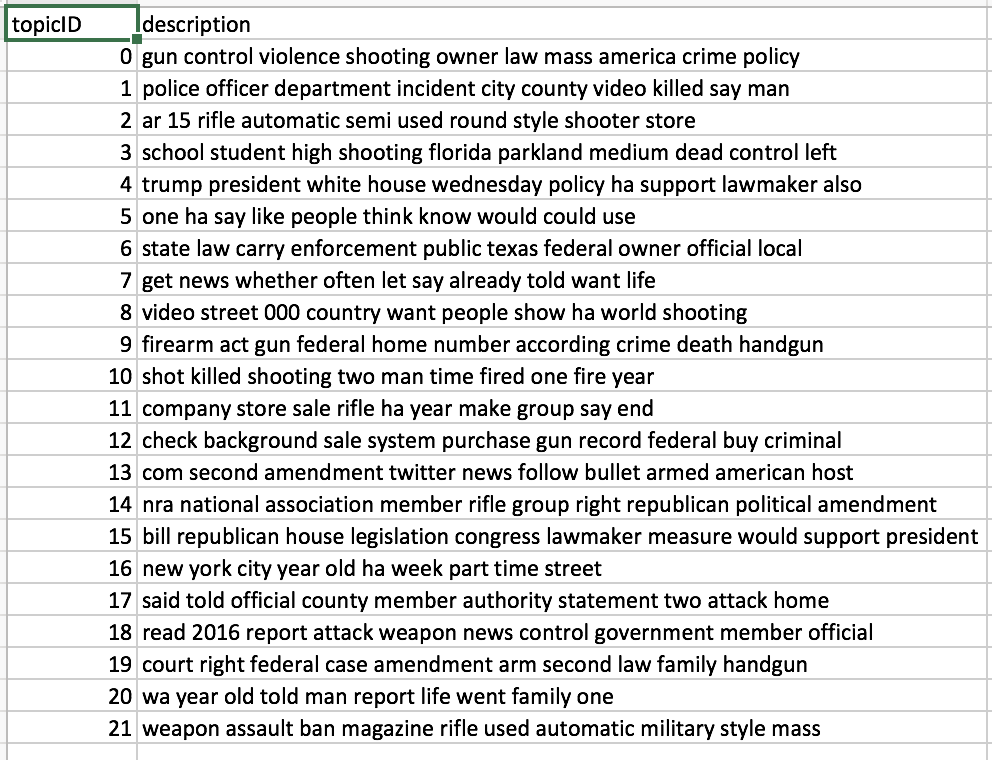 topicID description
0 gun control violence shooting owner law mass america crime policy
1 police officer department incident city county video killed say man
2 ar 15 rifle automatic semi used round style shooter store
3 school student high shooting florida parkland medium dead control left
4 trump president white house wednesday policy ha support lawmaker also
5 one ha say like people think know would could use
6 state law carry enforcement public texas federal owner official local
7 get news whether often let say already told want life
8 video street 000 country want people show ha world shooting
9 firearm act gun federal home number according crime death handgun
10 shot killed shooting two man time fired one fire year
11 company store sale rifle ha year make group say end
12 check background sale system purchase gun record federal buy criminal
13 com second amendment twitter news follow bullet armed american host
14 nra national association member rifle group right republican political amendment
15 bill republican house legislation congress lawmaker measure would support president
16 new york city year old ha week part time street
17 said told official county member authority statement two attack home
18 read 2016 report attack weapon news control government member official
19 court right federal case amendment arm second law family handgun
20 wa year old told man report life went family one
21 weapon assault ban magazine rifle used automatic military style mass